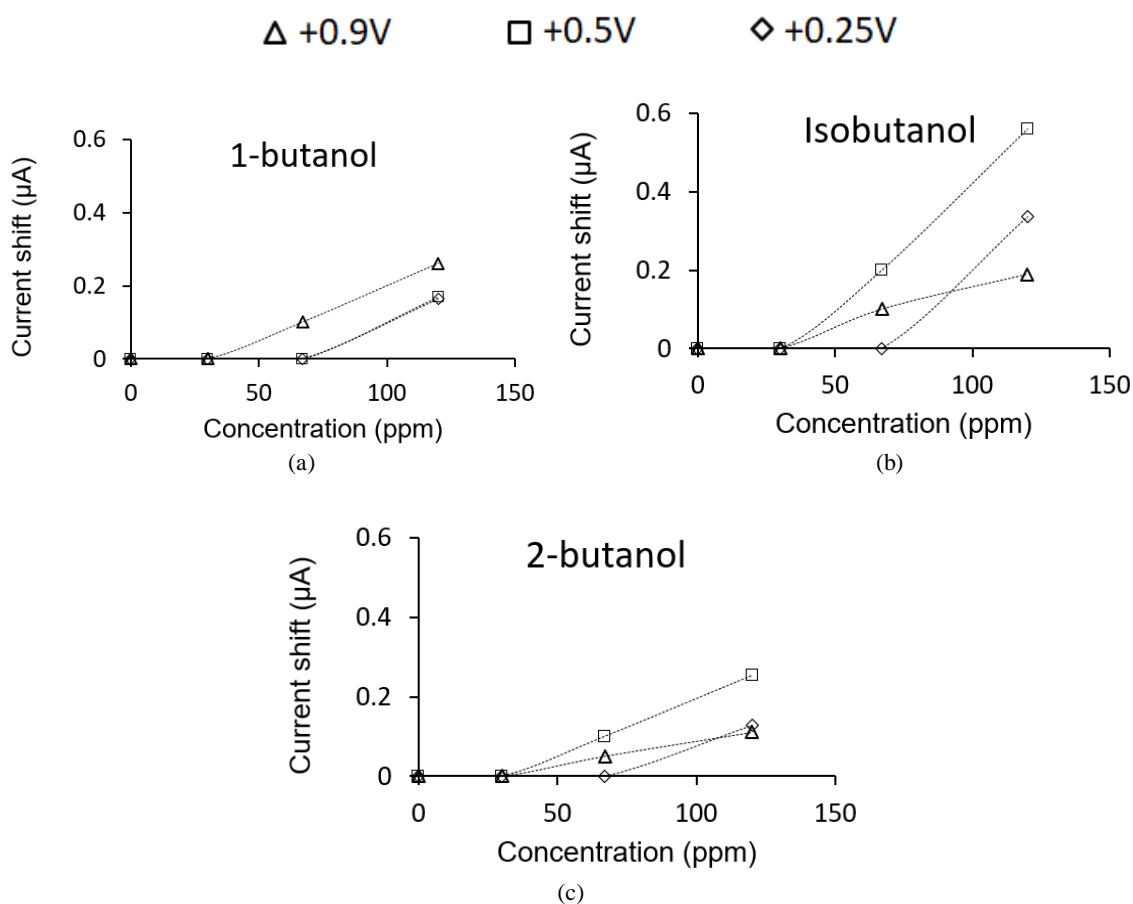 +0.9V +0.5V +0.25V
1-butanol
Current shift (µA)
0.6
0.4
0.2
0
0 50 100 150
Concentration (ppm)
(a)
Isobutanol
Current shift (µA)
0.6
0.4
0.2
0
0 50 100 150
Concentration (ppm)
(b)
2-butanol
Current shift (µA)
0.6
0.4
0.2
0
0 50 100 150
Concentration (ppm)
(c)